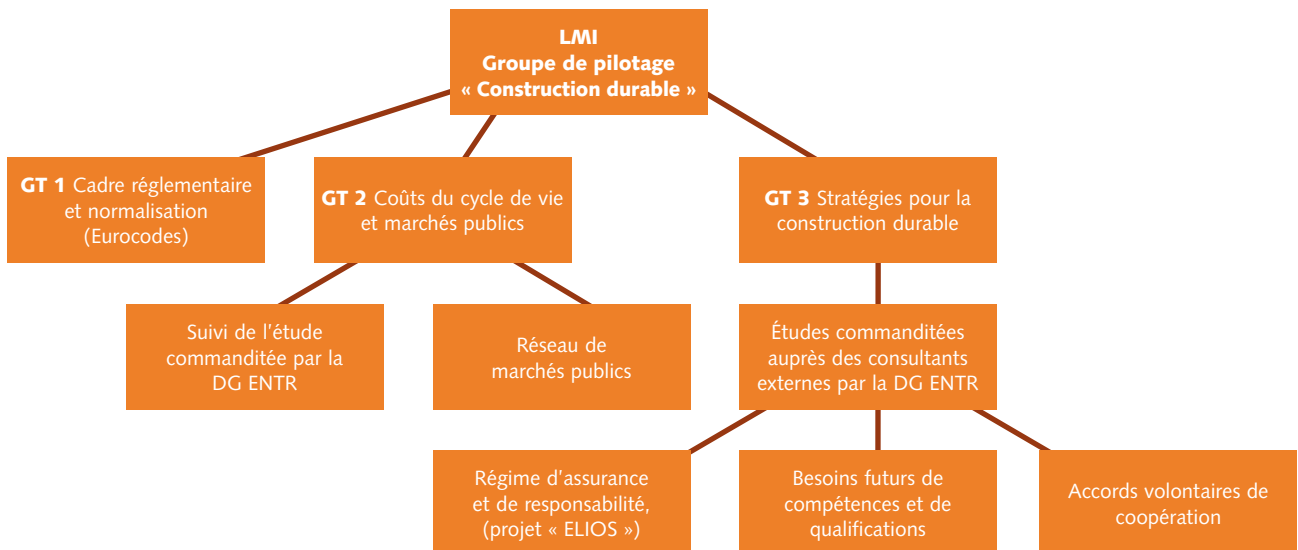 LMI
Groupe de pilotage
« Construction durable »
GT 1 Cadre réglementaire
et normalisation
(Eurocodes)
GT 2 Coûts du cycle de vie
et marchés publics
GT 3 Stratégies pour la
construction durable
Suivi de l'étude
commanditée par la
DG ENTR
Réseau de
marchés publics
Études commanditées
auprès des consultants
externes par la DG ENTR
Régime d'assurance
et de responsabilité,
(projet « ELIOS »)
Besoins futurs de
compétences et de
qualifications
Accords volontaires de
coopération